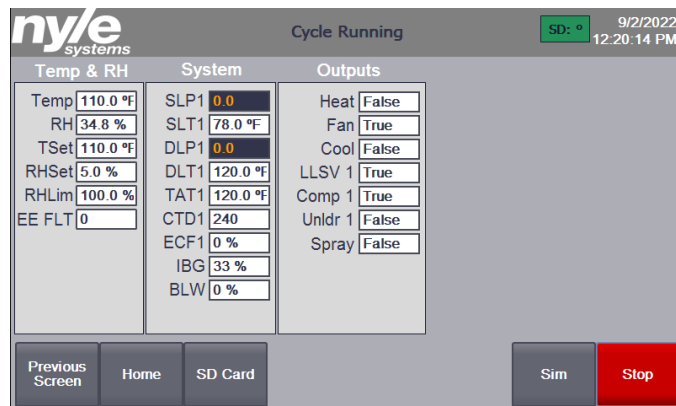 nyle
systems
Cycle Running
SD: º
9/2/2022
12:20:14 PM
Temp & RH
System
Outputs
Temp 110.0 ºF
RH 34.8 %
TSet 110.0 ºF
RHSet 5.0 %
RHLim 100.0 %
EE FLT 0
SLP1 0.0
SLT1 78.0 ºF
DLP1 0.0
DLT1 120.0 ºF
TAT1 120.0 ºF
CTD1 240
ECF1 0 %
IBG 33 %
BLW 0 %
Heat False
Fan True
Cool False
LLSV 1 True
Comp 1 True
Unldr 1 False
Spray False
Previous
Screen
Home
SD Card
Sim
Stop